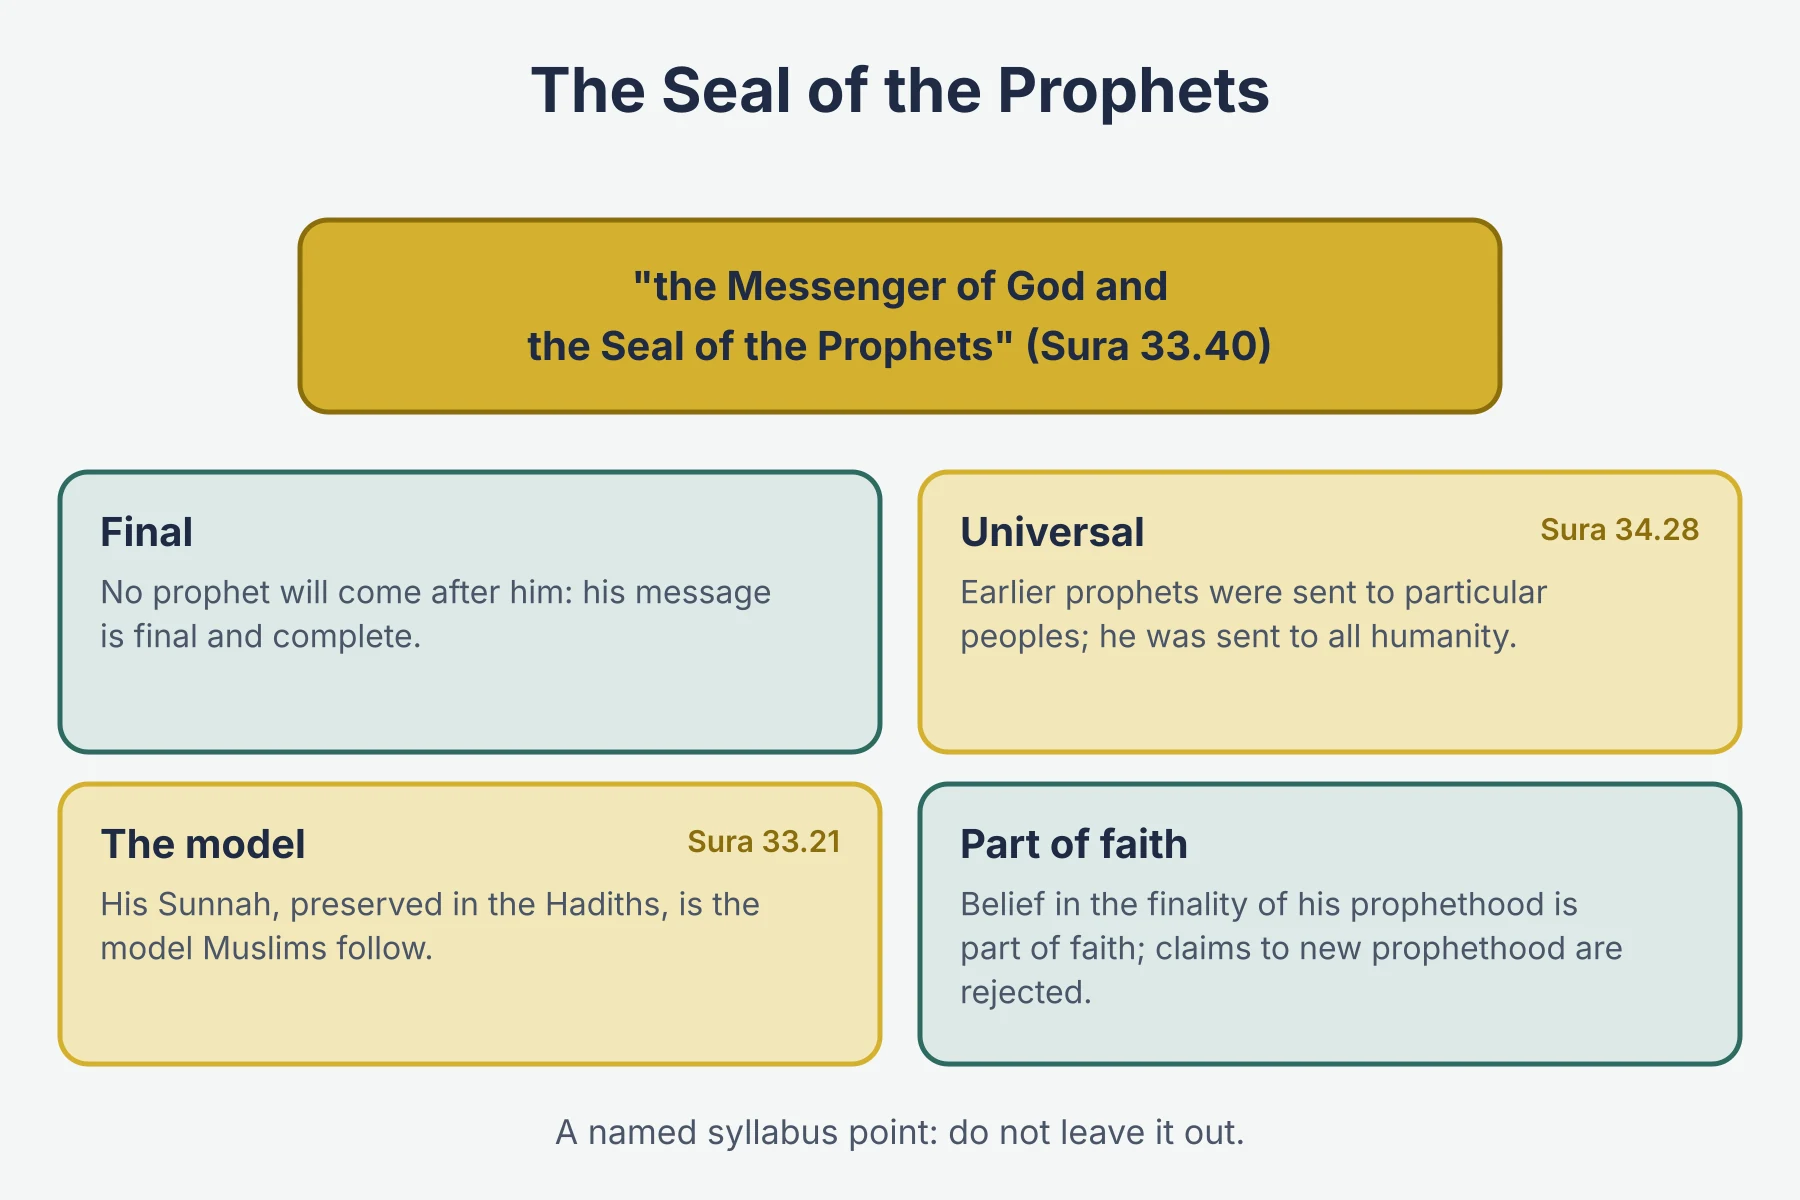 The Seal of the Prophets
"the Messenger of God and
the Seal of the Prophets" (Sura 33.40)
Final
No prophet will come after him: his message
is final and complete.
Universal
Sura 34.28
Earlier prophets were sent to particular
peoples; he was sent to all humanity.
The model
Sura 33.21
His Sunnah, preserved in the Hadiths, is the
model Muslims follow.
Part of faith
Belief in the finality of his prophethood is
part of faith; claims to new prophethood are
rejected.
A named syllabus point: do not leave it out.